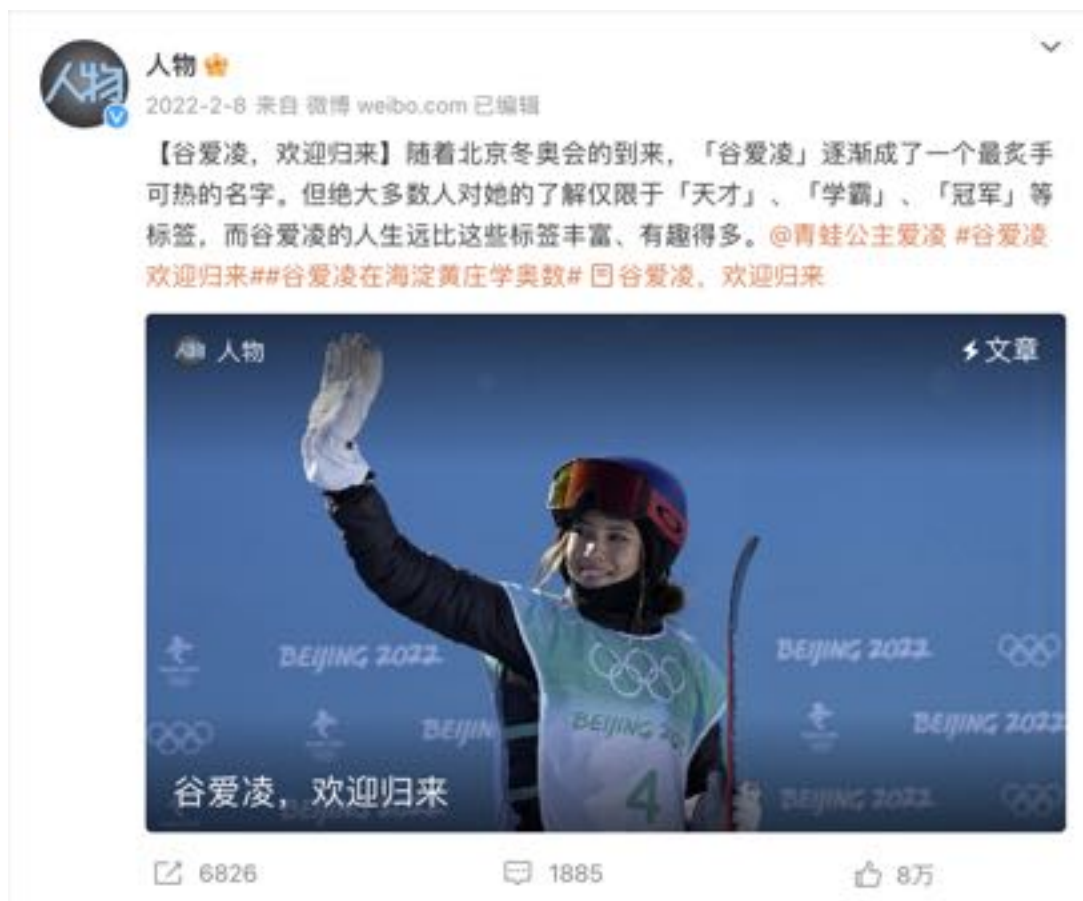 人物
人物
2022-2-8 来自 微博 weibo.com 已编辑
【谷爱凌，欢迎归来】随着北京冬奥会的到来，「谷爱凌」逐渐成了一个最炙手
可热的名字。但绝大多数人对她的了解仅限于「天才」、「学霸」、「冠军」等
标签，而谷爱凌的人生远比这些标签丰富、有趣得多。@青蛙公主爱凌 #谷爱凌
欢迎归来##谷爱凌在海淀黄庄学奥数# 谷爱凌，欢迎归来
人物 人物
文章
BEIJING 2022
BEIJING 2022
BEIJIN
BEIJING 20
BEIJING 2022
4
BEIJING 2022
谷爱凌，欢迎归来
6826
1885
8万